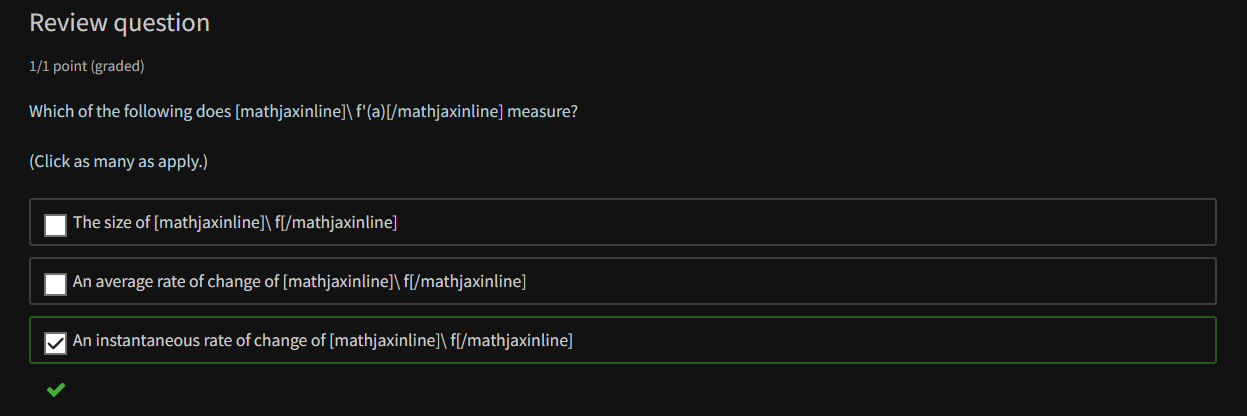 Review question
1/1 point (graded)
Which of the following does [mathjaxinline]\ f'(a)[/mathjaxinline] measure?
(Click as many as apply.)
The size of [mathjaxinline]\ f[/mathjaxinline]
An average rate of change of [mathjaxinline]\ f[/mathjaxinline]
An instantaneous rate of change of [mathjaxinline]\ f[/mathjaxinline]